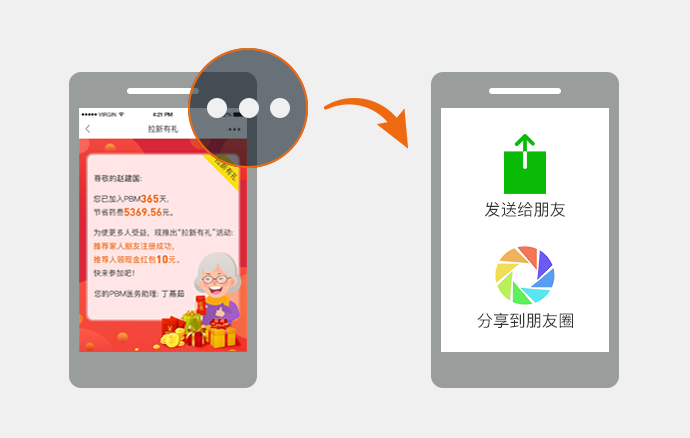 VIRGIN
4:21 PM
拉新有礼
拉新有礼
尊敬的赵建国:
您已加入PBM365天,
节省药费5369.56元。
为使更多人受益,现推出“拉新有礼”活动:
推荐家人朋友注册成功,
推荐人领现金红包10元。
快来参加吧!
您的PBM医务助理: 丁燕茹
发送给朋友
分享到朋友圈